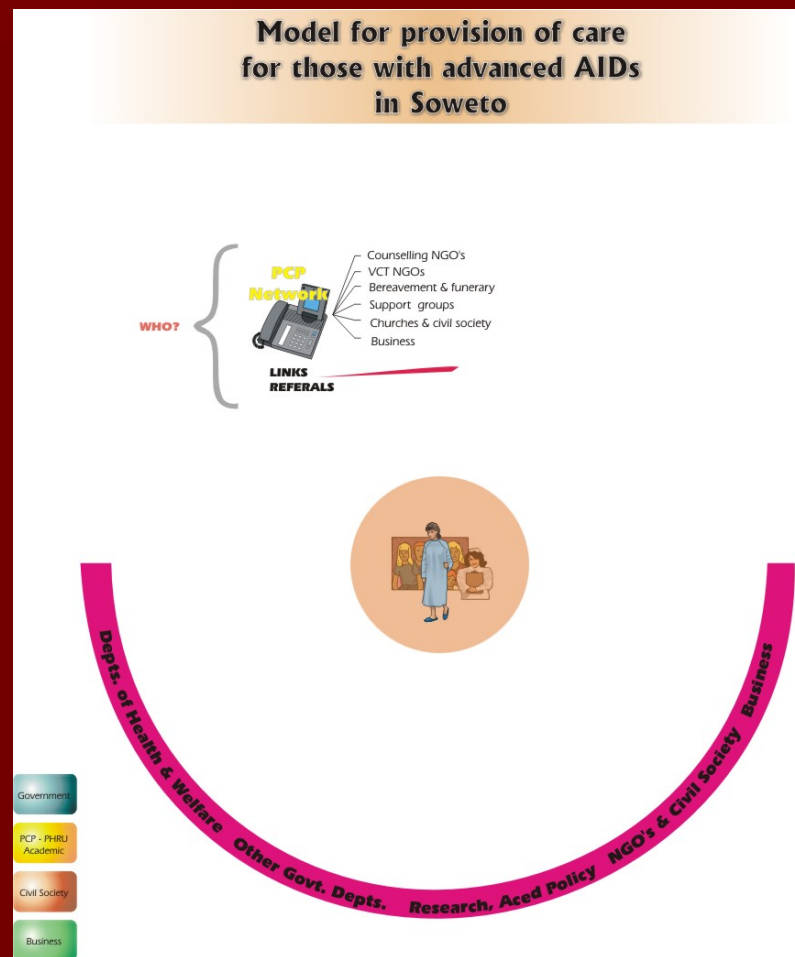 Model for provision of care
for those with advanced AIDs
in Soweto
WHO?
PCP
Network
Counselling NGO's
VCT NGOs
Bereavement & funerary
Support groups
Churches & civil society
Business
LINKS
REFERALS
Depts. of Health & Welfare Other Govt. Depts. Research, Aced Policy NGO's & Civil Society Business
Government
PCP - PHRU
Academic
Civil Society
Business